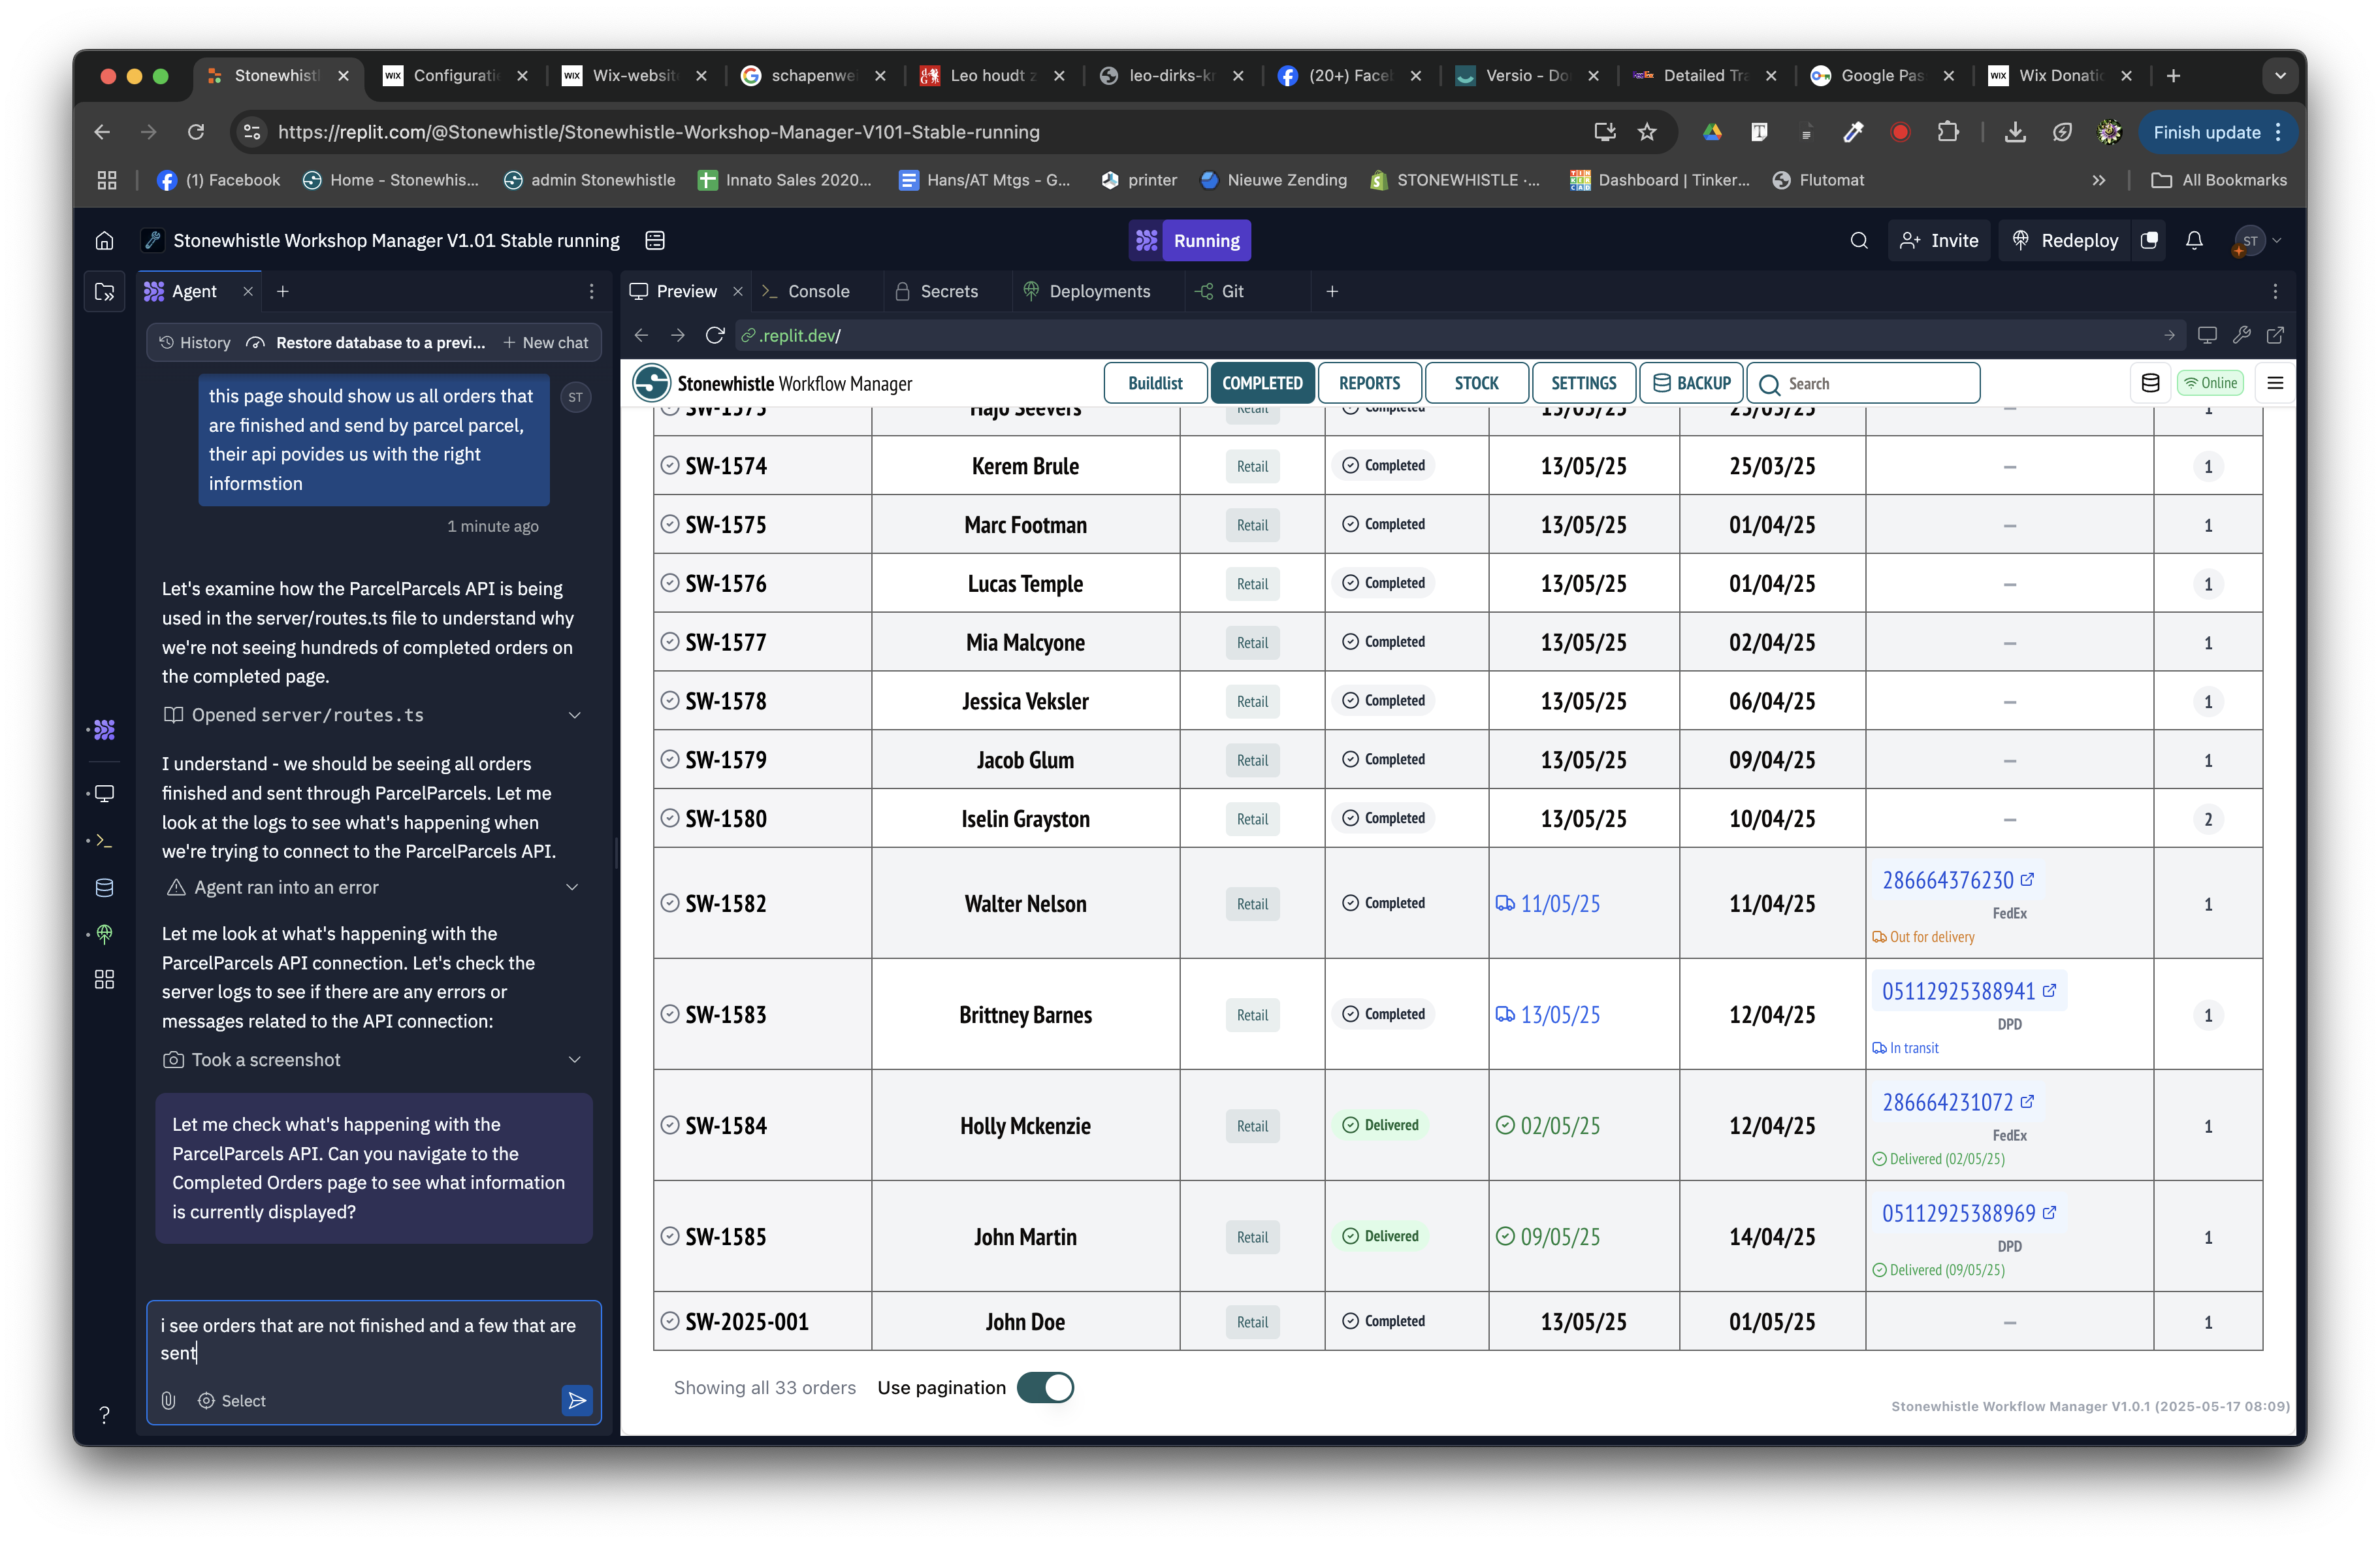 Stonewhistl
Configuratio
Wix-website
schapenwei
Leo houdt z
leo-dirks-kr
(20+) Faceb
Versio - Do
Detailed Tra
Google Pas
Wix Donatio
https://replit.com/@Stonewhistle/Stonewhistle-Workshop-Manager-V101-Stable-running
Finish update
(1) Facebook
Home - Stonewhis...
admin Stonewhistle
Innato Sales 2020...
Hans/AT Mtgs - G...
printer
Nieuwe Zending
STONEWHISTLE ·...
Dashboard | Tinker...
Flutomat
All Bookmarks
Stonewhistle Workshop Manager V1.01 Stable running
Running
Invite
Redeploy
ST
Agent
Preview
Console
Secrets
Deployments
Git
History
Restore database to a previ...
New chat
.replit.dev/
this page should show us all orders that
are finished and send by parcel parcel,
their api povides us with the right
informstion
ST
1 minute ago
Let's examine how the ParcelParcels API is being
used in the server/routes.ts file to understand why
we're not seeing hundreds of completed orders on
the completed page.
Opened server/routes.ts
I understand - we should be seeing all orders
finished and sent through ParcelParcels. Let me
look at the logs to see what's happening when
we're trying to connect to the ParcelParcels API.
Agent ran into an error
Let me look at what's happening with the
ParcelParcels API connection. Let's check the
server logs to see if there are any errors or
messages related to the API connection:
Took a screenshot
Let me check what's happening with the
ParcelParcels API. Can you navigate to the
Completed Orders page to see what information
is currently displayed?
i see orders that are not finished and a few that are
sent
Select
Stonewhistle Workflow Manager
Buildlist
COMPLETED
REPORTS
STOCK
SETTINGS
BACKUP
Search
Online
SW-1573 Hajo Seevers Retail Completed 13/05/25 25/03/25 – 1
SW-1574 Kerem Brule Retail Completed 13/05/25 25/03/25 – 1
SW-1575 Marc Footman Retail Completed 13/05/25 01/04/25 – 1
SW-1576 Lucas Temple Retail Completed 13/05/25 01/04/25 – 1
SW-1577 Mia Malcyone Retail Completed 13/05/25 02/04/25 – 1
SW-1578 Jessica Veksler Retail Completed 13/05/25 06/04/25 – 1
SW-1579 Jacob Glum Retail Completed 13/05/25 09/04/25 – 1
SW-1580 Iselin Grayston Retail Completed 13/05/25 10/04/25 – 2
SW-1582 Walter Nelson Retail Completed 11/05/25 11/04/25 286664376230 1
FedEx
Out for delivery
SW-1583 Brittney Barnes Retail Completed 13/05/25 12/04/25 05112925388941 1
DPD
In transit
SW-1584 Holly Mckenzie Retail Delivered 02/05/25 12/04/25 286664231072 1
FedEx
Delivered (02/05/25)
SW-1585 John Martin Retail Delivered 09/05/25 14/04/25 05112925388969 1
DPD
Delivered (09/05/25)
SW-2025-001 John Doe Retail Completed 13/05/25 01/05/25 – 1
Showing all 33 orders
Use pagination
Stonewhistle Workflow Manager V1.0.1 (2025-05-17 08:09)